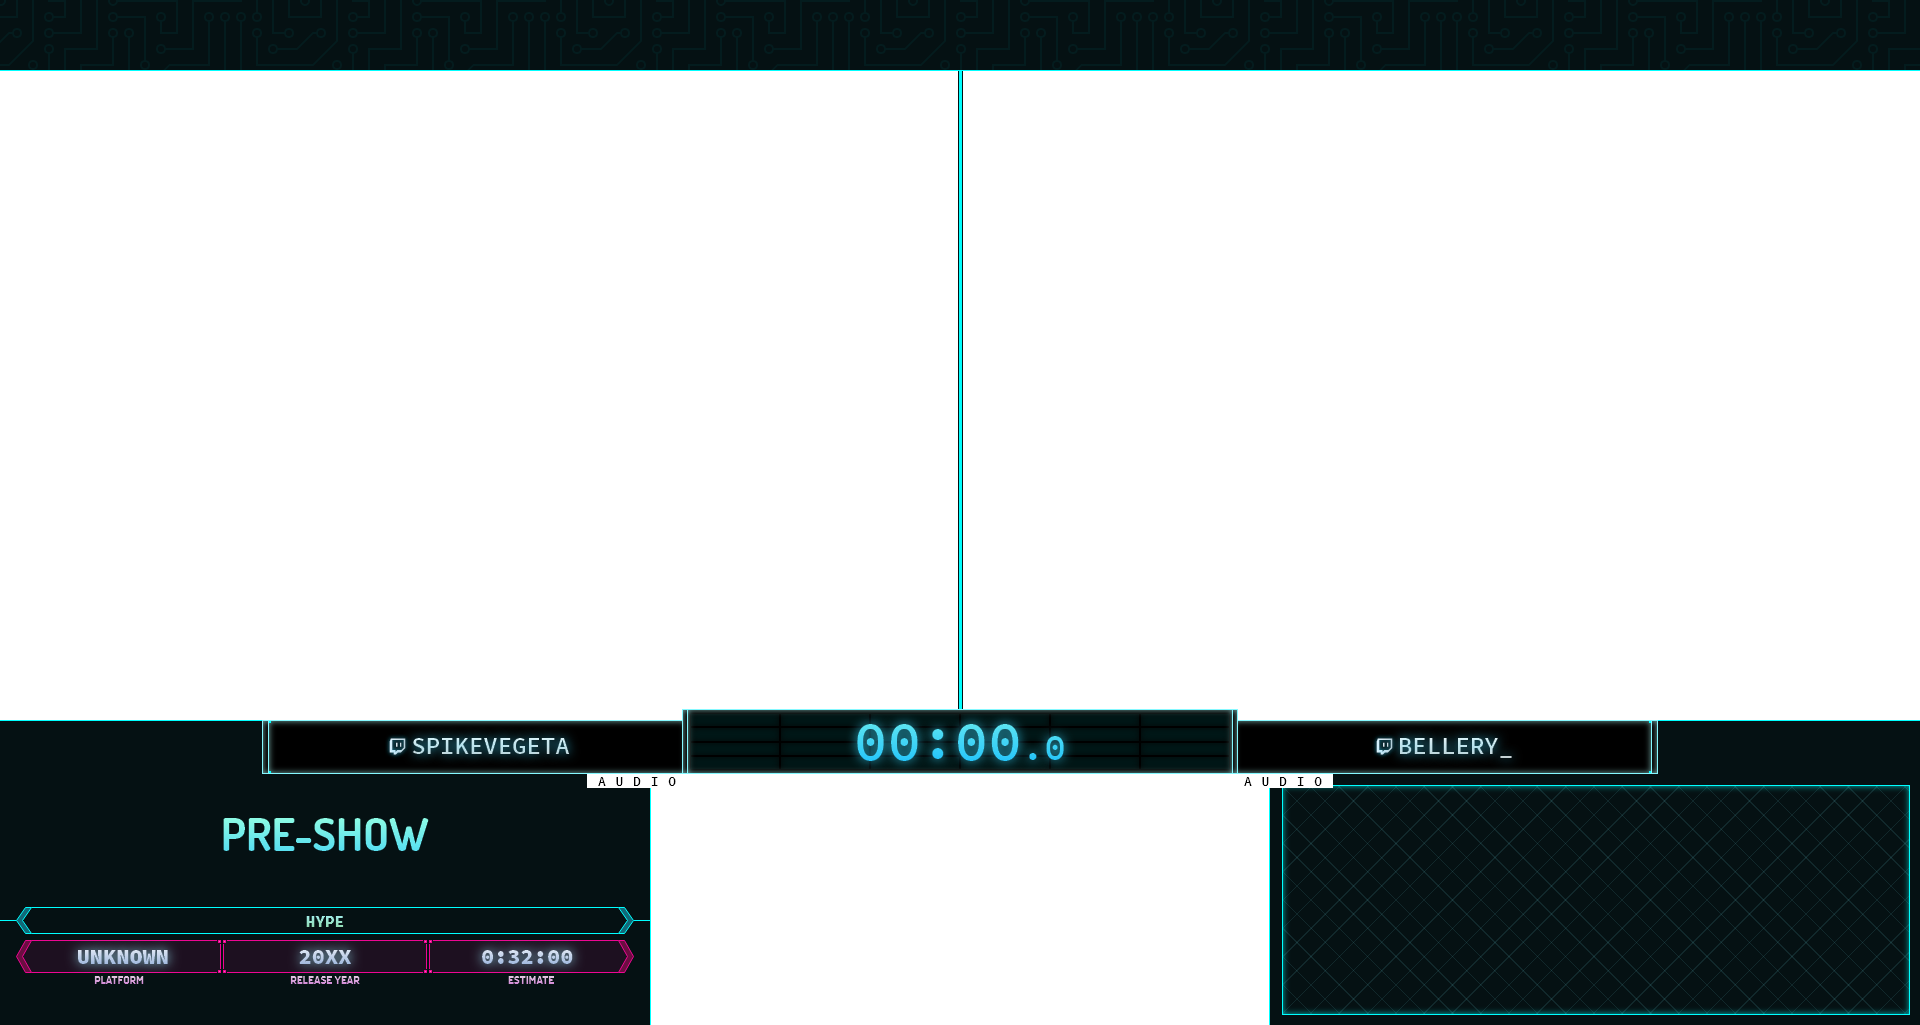 SPIKEVEGETA
00:00.0
BELLERY_
AUDIO
AUDIO
PRE-SHOW
HYPE
UNKNOWN
20XX
0:32:00
PLATFORM
RELEASE YEAR
ESTIMATE